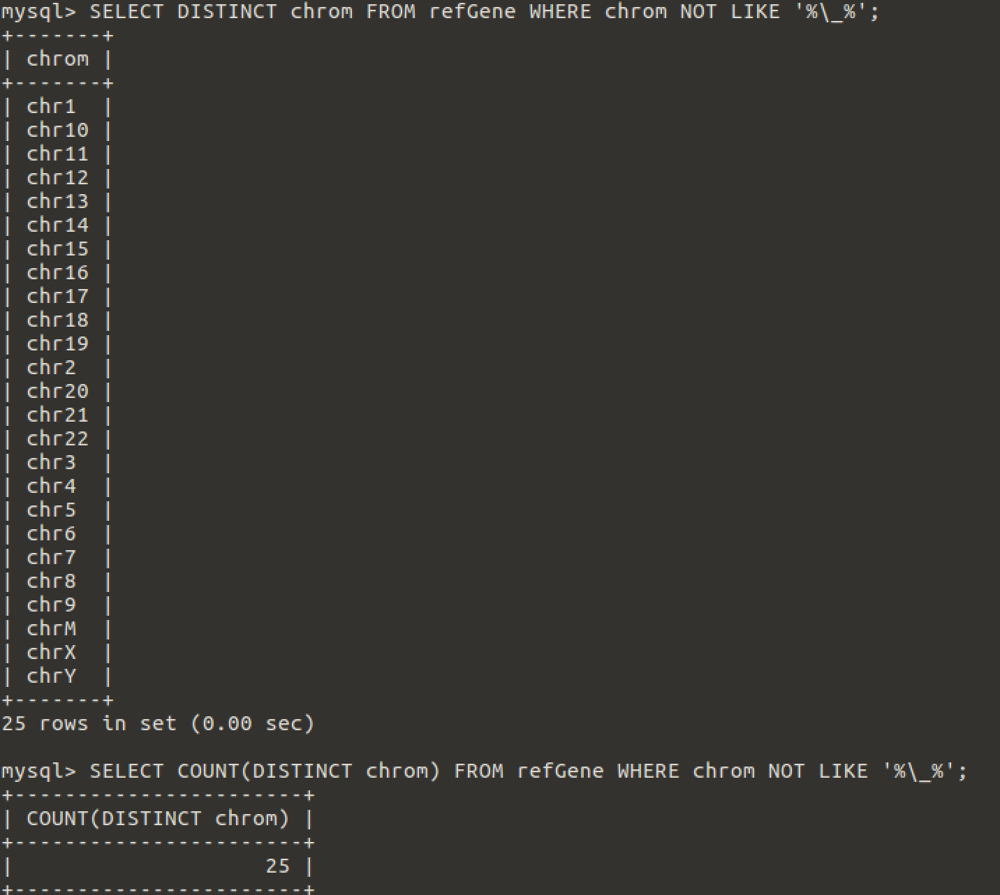 mysql> SELECT DISTINCT chrom FROM refGene WHERE chrom NOT LIKE '%\_%';
+-------+
| chrom |
+-------+
| chr1  |
| chr10 |
| chr11 |
| chr12 |
| chr13 |
| chr14 |
| chr15 |
| chr16 |
| chr17 |
| chr18 |
| chr19 |
| chr2  |
| chr20 |
| chr21 |
| chr22 |
| chr3  |
| chr4  |
| chr5  |
| chr6  |
| chr7  |
| chr8  |
| chr9  |
| chrM  |
| chrX  |
| chrY  |
+-------+
25 rows in set (0.00 sec)

mysql> SELECT COUNT(DISTINCT chrom) FROM refGene WHERE chrom NOT LIKE '%\_%';
+-----------------------+
| COUNT(DISTINCT chrom) |
+-----------------------+
|                    25 |
+-----------------------+